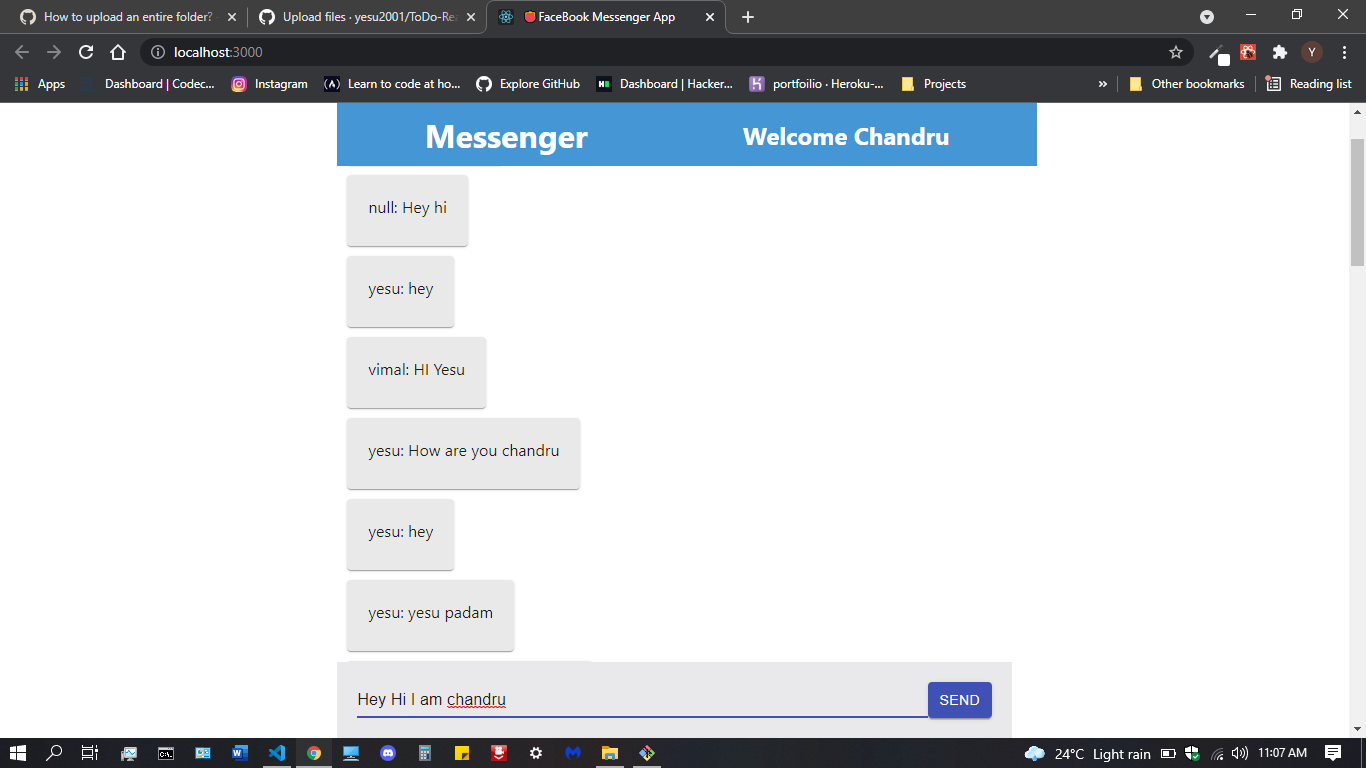 How to upload an entire folder?
Upload files · yesu2001/ToDo-Rea
FaceBook Messenger App
localhost:3000
Y
Apps
Dashboard | Codec...
Instagram
(Λ) Learn to code at ho...
Explore GitHub
Dashboard | Hacker...
portfoilio · Heroku-...
Projects
»
Other bookmarks
Reading list
Messenger
Welcome Chandru
null: Hey hi
yesu: hey
vimal: HI Yesu
yesu: How are you chandru
yesu: hey
yesu: yesu padam
Hey Hi I am chandru
SEND
24°C Light rain
11:07 AM